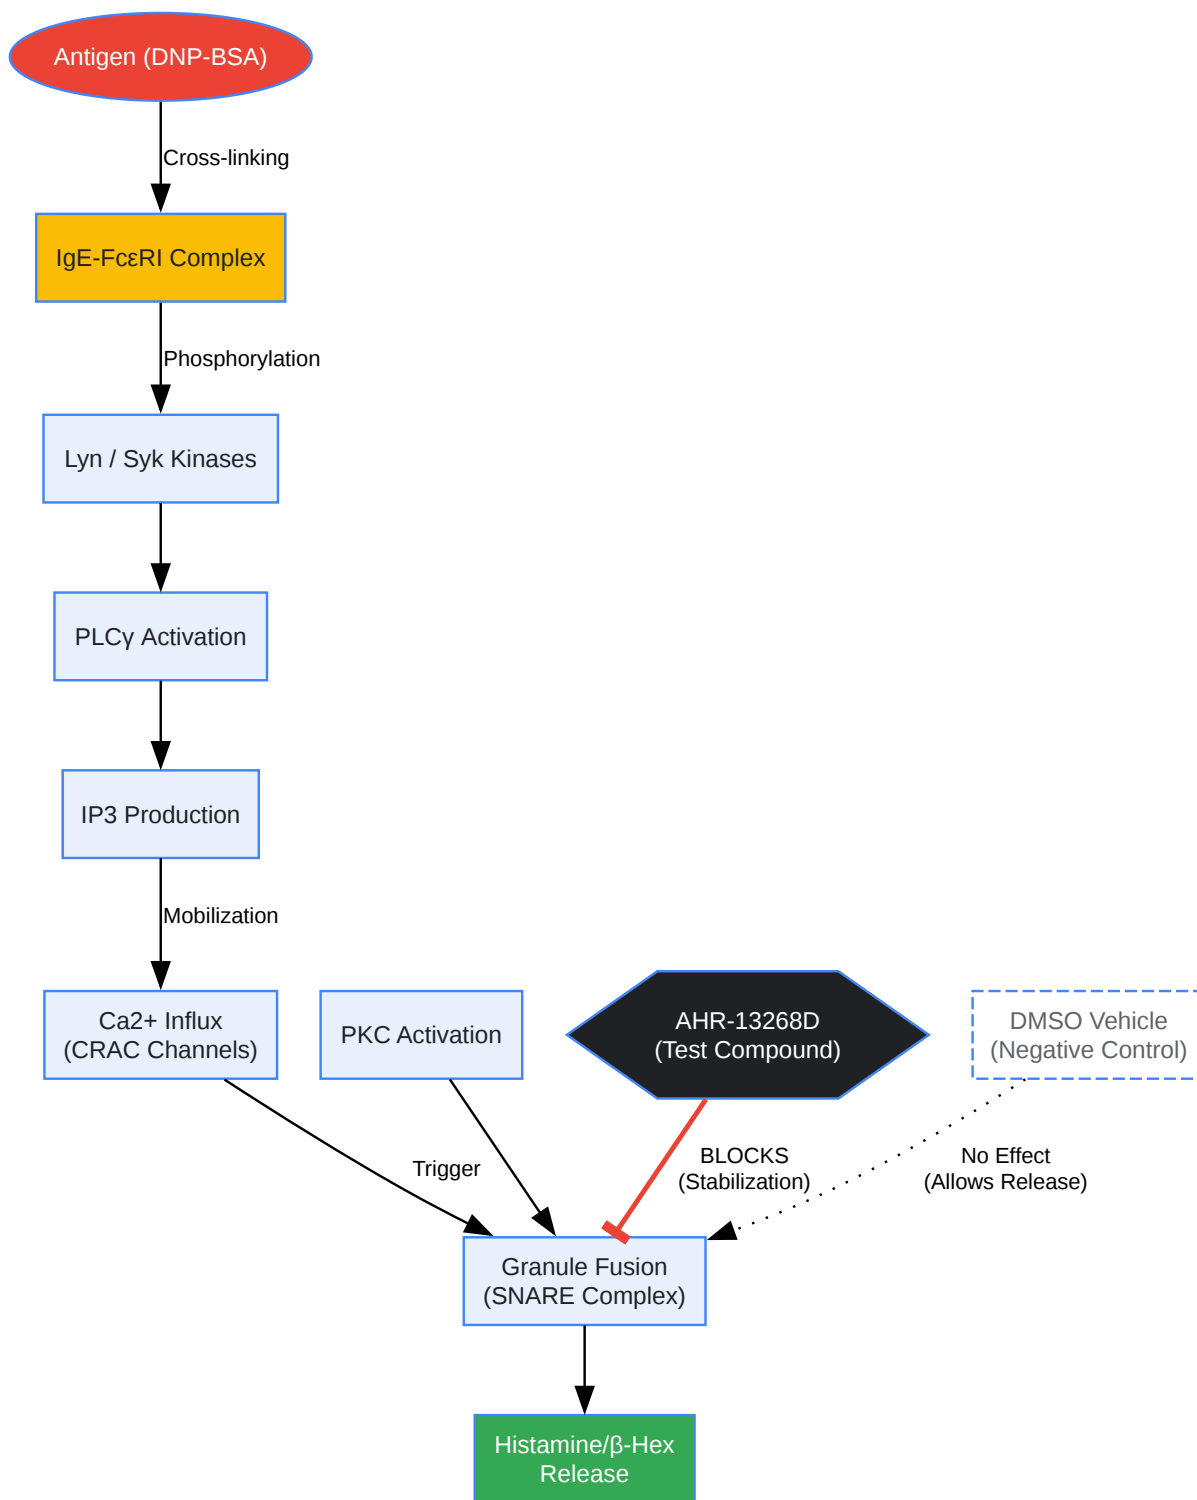 Antigen (DNP-BSA)
Cross-linking
IgE-FcεRI Complex
Phosphorylation
Lyn / Syk Kinases
PLCγ Activation
IP3 Production
Mobilization
Ca2+ Influx
(CRAC Channels)
PKC Activation
AHR-13268D
(Test Compound)
DMSO Vehicle
(Negative Control)
Trigger
BLOCKS
(Stabilization)
No Effect
(Allows Release)
Granule Fusion
(SNARE Complex)
Histamine/β-Hex
Release